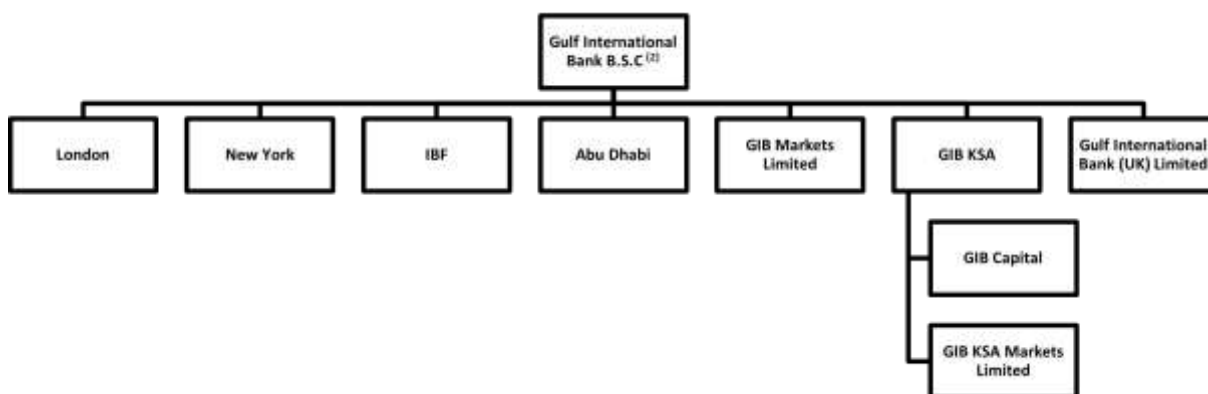 Gulf International
Bank B.S.C (2)
London
New York
IBF
Abu Dhabi
GIB Markets
Limited
GIB KSA
Gulf International
Bank (UK) Limited
GIB Capital
GIB KSA Markets
Limited